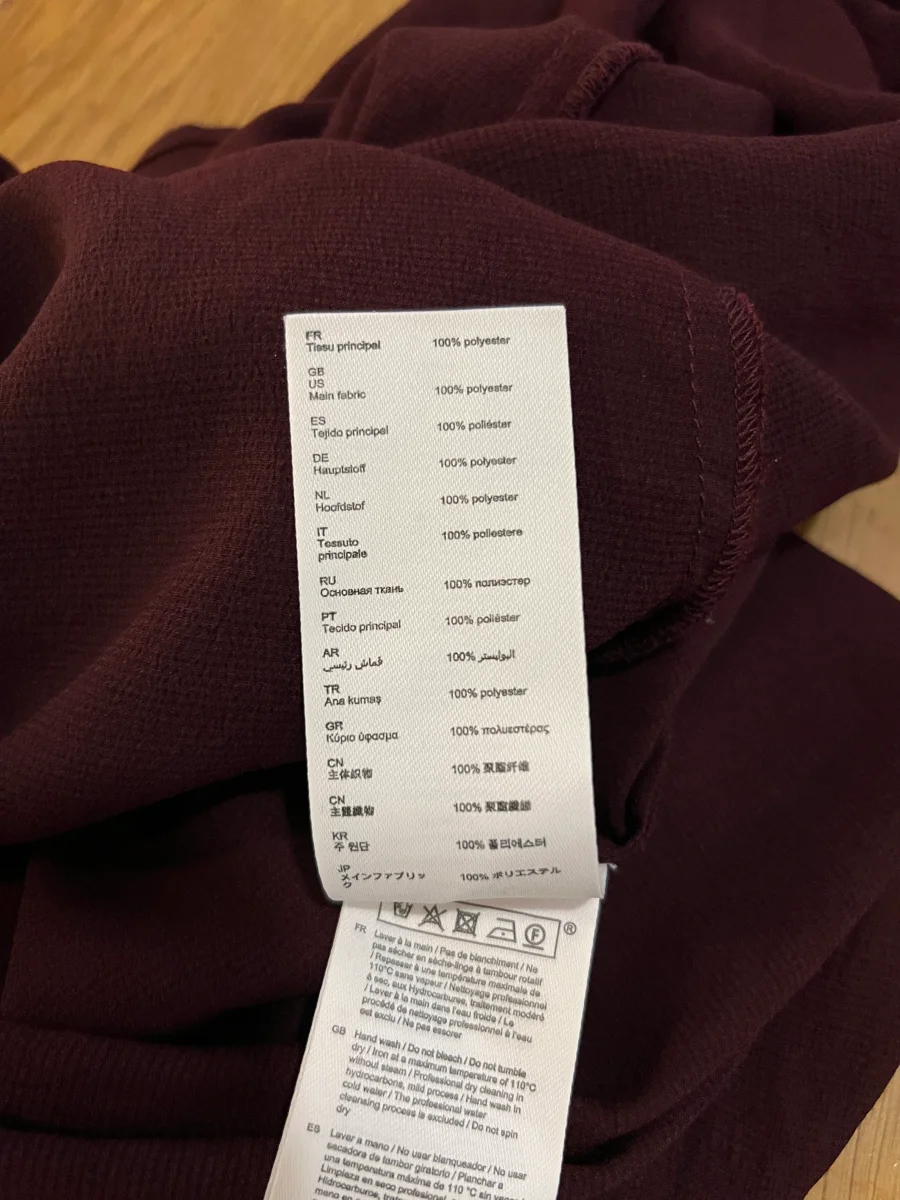 FR
Tissu principal 100% polyester
GB
US
Main fabric 100% polyester
ES
Tejido principal 100% poliéster
DE
Hauptstoff 100% polyester
NL
Hoofdstof 100% polyester
IT
Tessuto 100% poliestere
principale
RU
Основная ткань 100% полиэстер
PT
Tecido principal 100% poliéster
AR
قماش رئيسي 100% البوليستر
TR
Ana kumaş 100% polyester
GR
Κύριο ύφασμα 100% πολυεστέρας
CN
主体织物 100% 聚脂纤维
CN
主體織物 100% 聚脂纖維
KR
주 원단 100% 폴리에스터
JP
メインファブリッ 100% ポリエステル
ク
F ®
FR Laver à la main / Pas de blanchiment / Ne
pas sécher en sèche-linge à tambour rotatif
/ Repasser à une température maximale de
110°C sans vapeur / Nettoyage professionnel
à sec, aux Hydrocarbures, traitement modéré
/ Laver à la main dans l'eau froide / Le
procédé de nettoyage professionnel à l'eau
est exclu / Ne pas essorer
GB Hand wash / Do not bleach / Do not tumble
dry / Iron at a maximum temperature of 110°C
without steam / Professional dry cleaning in
hydrocarbons, mild process / Hand wash in
cold water / The professional water
cleansing process is excluded / Do not spin
dry
ES Lavar a mano / No usar blanqueador / No usar
secadora de tambor giratorio / Planchar a
una temperatura máxima de 110 °C sin vapor
Limpieza en seco profesional
Hidrocarburos,
mano en